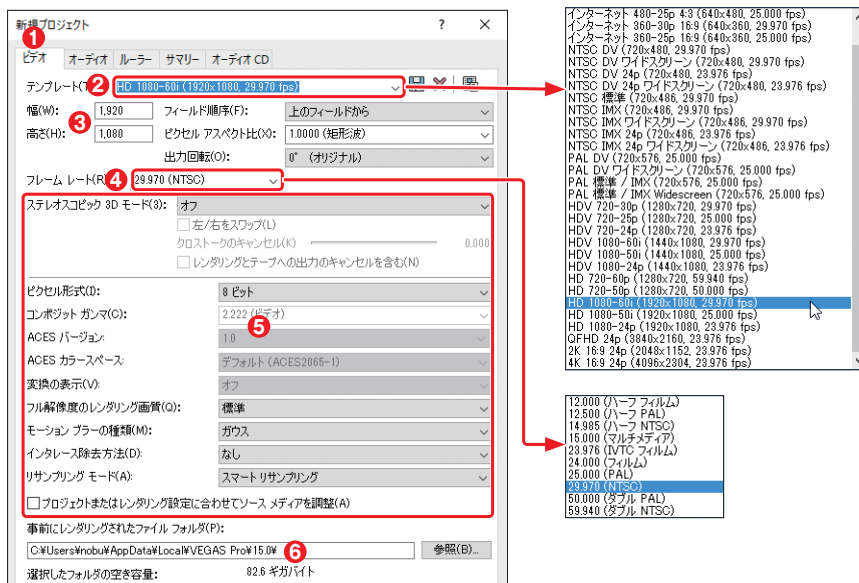 新規プロジェクト ? ×
1
ビデオ オーディオ ルーラー サマリー オーディオ CD
テンプレート(T 2 HD 1080-60i (1920x1080, 29.970 fps)
幅(W): 1,920 フィールド順序(F): 上のフィールドから
3
高さ(H): 1,080 ピクセル アスペクト比(X): 1.0000 (矩形波)
出力回転(O): 0° (オリジナル)
フレーム レート(R 4 29.970 (NTSC)
ステレオスコピック 3D モード(3): オフ
左/右をスワップ(L)
クロストークのキャンセル(K) 0.000
レンダリングとテープへの出力のキャンセルを含む(N)
ピクセル形式(I): 8 ビット
コンポジット ガンマ(C): 2.222 (ビデオ)
5
ACES バージョン: 1.0
ACES カラースペース: デフォルト (ACES2065-1)
変換の表示(V): オフ
フル解像度のレンダリング画質(Q): 標準
モーション ブラーの種類(M): ガウス
インタレース除去方法(D): なし
リサンプリング モード(A): スマート リサンプリング
プロジェクトまたはレンダリング設定に合わせてソース メディアを調整(A)
事前にレンダリングされたファイル フォルダ(P):
C:¥Users¥nobu¥AppData¥Local¥VEGAS Pro¥15.0¥ 6 参照(B)...
選択したフォルダの空き容量: 82.6 ギガバイト
インターネット 480-25p 4:3 (640x480, 25.000 fps)
インターネット 360-30p 16:9 (640x360, 29.970 fps)
インターネット 360-25p 16:9 (640x360, 25.000 fps)
NTSC DV (720x480, 29.970 fps)
NTSC DV ワイドスクリーン (720x480, 29.970 fps)
NTSC DV 24p (720x480, 23.976 fps)
NTSC DV 24p ワイドスクリーン (720x480, 23.976 fps)
NTSC 標準 (720x486, 29.970 fps)
NTSC IMX (720x486, 29.970 fps)
NTSC IMX ワイドスクリーン (720x486, 29.970 fps)
NTSC IMX 24p (720x486, 23.976 fps)
NTSC IMX 24p ワイドスクリーン (720x486, 23.976 fps)
PAL DV (720x576, 25.000 fps)
PAL DV ワイドスクリーン (720x576, 25.000 fps)
PAL 標準 / IMX (720x576, 25.000 fps)
PAL 標準 / IMX Widescreen (720x576, 25.000 fps)
HDV 720-30p (1280x720, 29.970 fps)
HDV 720-25p (1280x720, 25.000 fps)
HDV 720-24p (1280x720, 23.976 fps)
HDV 1080-60i (1440x1080, 29.970 fps)
HDV 1080-50i (1440x1080, 25.000 fps)
HDV 1080-24p (1440x1080, 23.976 fps)
HD 720-60p (1280x720, 59.940 fps)
HD 720-50p (1280x720, 50.000 fps)
HD 1080-60i (1920x1080, 29.970 fps)
HD 1080-50i (1920x1080, 25.000 fps)
HD 1080-24p (1920x1080, 23.976 fps)
QFHD 24p (3840x2160, 23.976 fps)
2K 16:9 24p (2048x1152, 23.976 fps)
4K 16:9 24p (4096x2304, 23.976 fps)
12.000 (ハーフ フィルム)
12.500 (ハーフ PAL)
14.985 (ハーフ NTSC)
15.000 (マルチメディア)
23.976 (IVTC フィルム)
24.000 (フィルム)
25.000 (PAL)
29.970 (NTSC)
50.000 (ダブル PAL)
59.940 (ダブル NTSC)